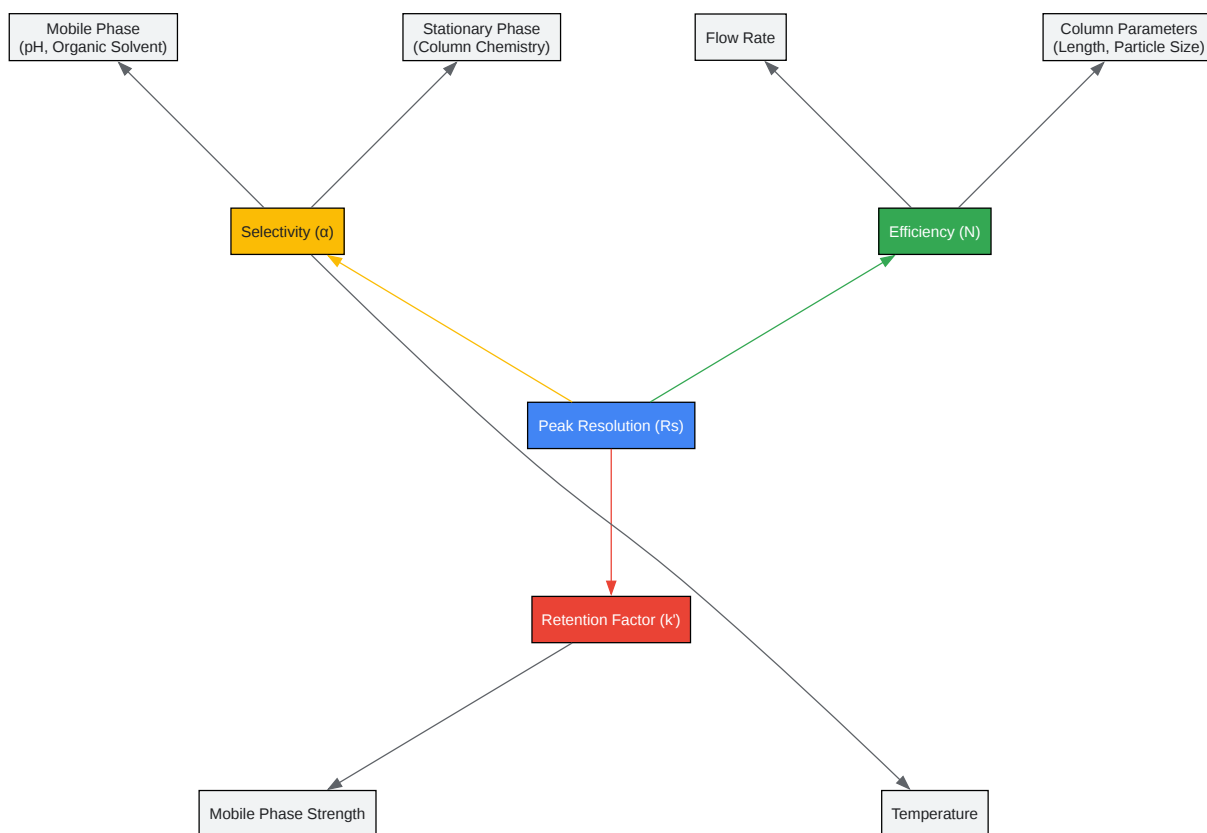 Mobile Phase
(pH, Organic Solvent)
Stationary Phase
(Column Chemistry)
Flow Rate
Column Parameters
(Length, Particle Size)
Selectivity (α)
Efficiency (N)
Peak Resolution (Rs)
Retention Factor (k')
Mobile Phase Strength
Temperature